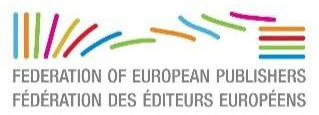 FEDERATION OF EUROPEAN PUBLISHERS
FÉDÉRATION DES ÉDITEURS EUROPÉENS